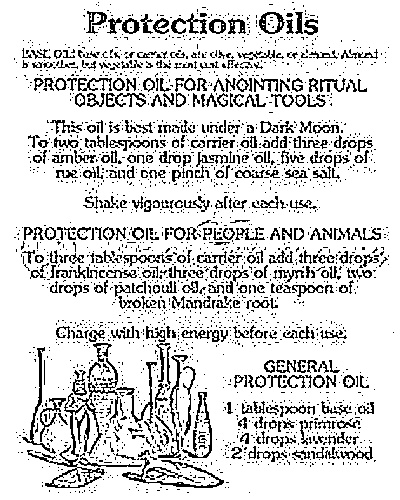 Protection Oils
BASE OILS base oils, or carrier oils, are olive, vegetable, or almond. Almond
is smoother, but vegetable is the most cost effective.
PROTECTION OIL FOR ANOINTING RITUAL
OBJECTS AND MAGICAL TOOLS
This oil is best made under a Dark Moon.
To two tablespoons of carrier oil add three drops
of amber oil, one drop jasmine oil, five drops of
rue oil, and one pinch of coarse sea salt.
Shake vigourously after each use.
PROTECTION OIL FOR PEOPLE AND ANIMALS
To three tablespoons of carrier oil add three drops
of frankincense oil, three drops of myrrh oil, two
drops of patchouli oil, and one teaspoon of
broken Mandrake root.
Charge with high energy before each use.
GENERAL
PROTECTION OIL
1 tablespoon base oil
4 drops primrose
4 drops lavender
2 drops sandalwood